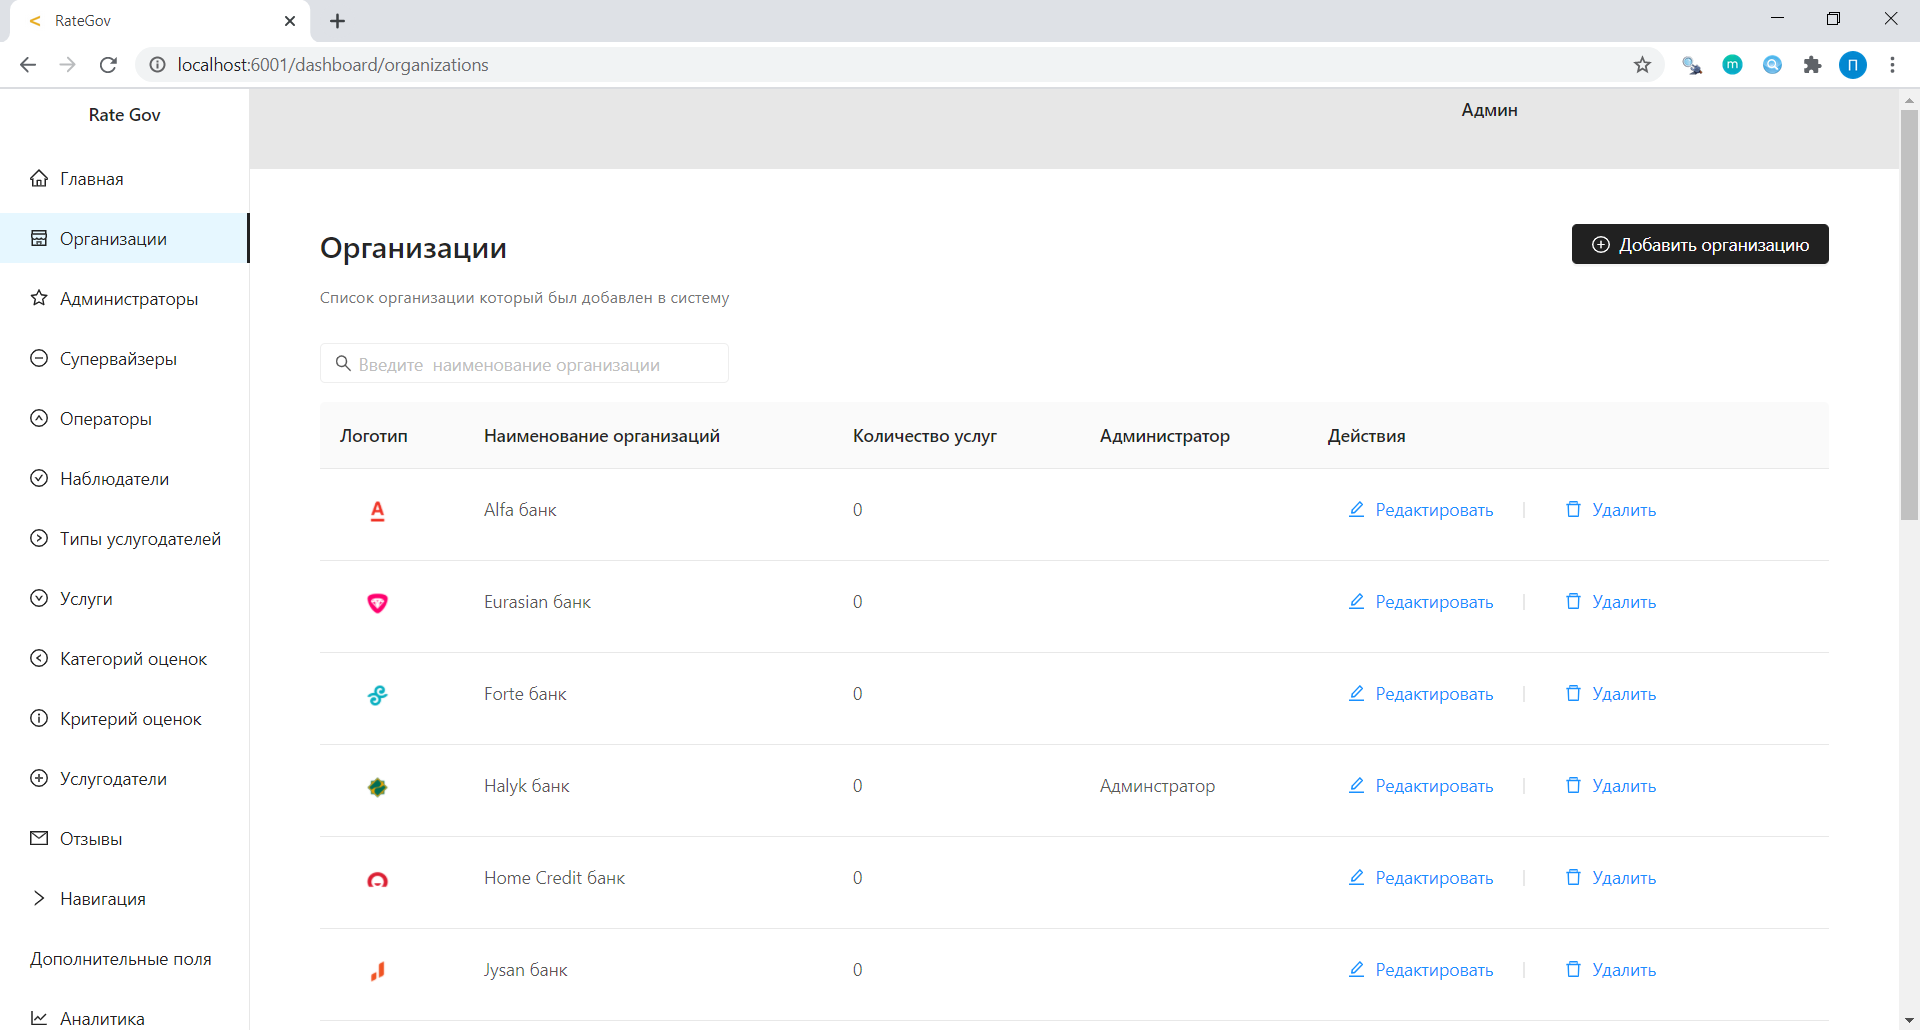 RateGov
localhost:6001/dashboard/organizations
m
П
Rate Gov
Админ
Главная
Организации
Администраторы
Супервайзеры
Операторы
Наблюдатели
Типы услугодателей
Услуги
Категорий оценок
Критерий оценок
Услугодатели
Отзывы
Навигация
Дополнительные поля
Аналитика
Организации
Добавить организацию
Список организации который был добавлен в систему
Введите наименование организации
Логотип Наименование организаций Количество услуг Администратор Действия
A Alfa банк 0 Редактировать Удалить
Eurasian банк 0 Редактировать Удалить
Forte банк 0 Редактировать Удалить
Halyk банк 0 Админстратор Редактировать Удалить
Home Credit банк 0 Редактировать Удалить
Jysan банк 0 Редактировать Удалить